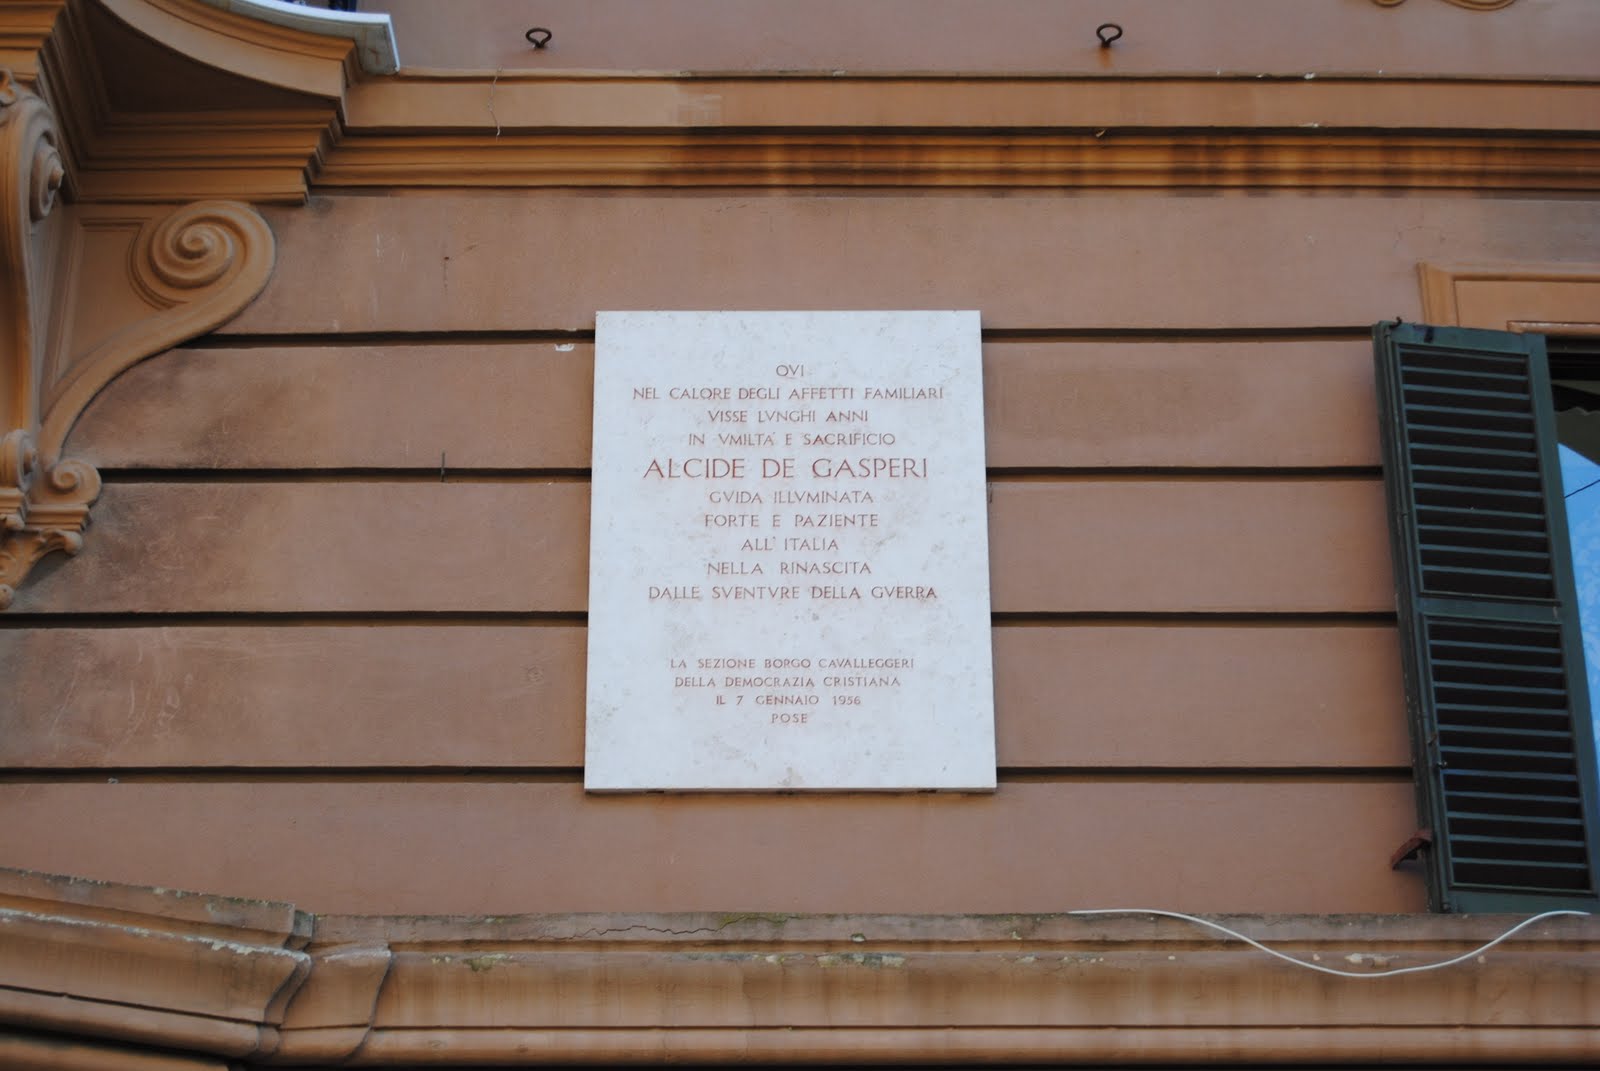 QVI
NEL CALORE DEGLI AFFETTI FAMILIARI
VISSE LVNGHI ANNI
IN VMILTA' E SACRIFICIO
ALCIDE DE GASPERI
GVIDA ILLVMINATA
FORTE E PAZIENTE
ALL' ITALIA
NELLA RINASCITA
DALLE SVENTVRE DELLA GVERRA
LA SEZIONE BORGO CAVALLEGGERI
DELLA DEMOCRAZIA CRISTIANA
IL 7 GENNAIO 1956
POSE